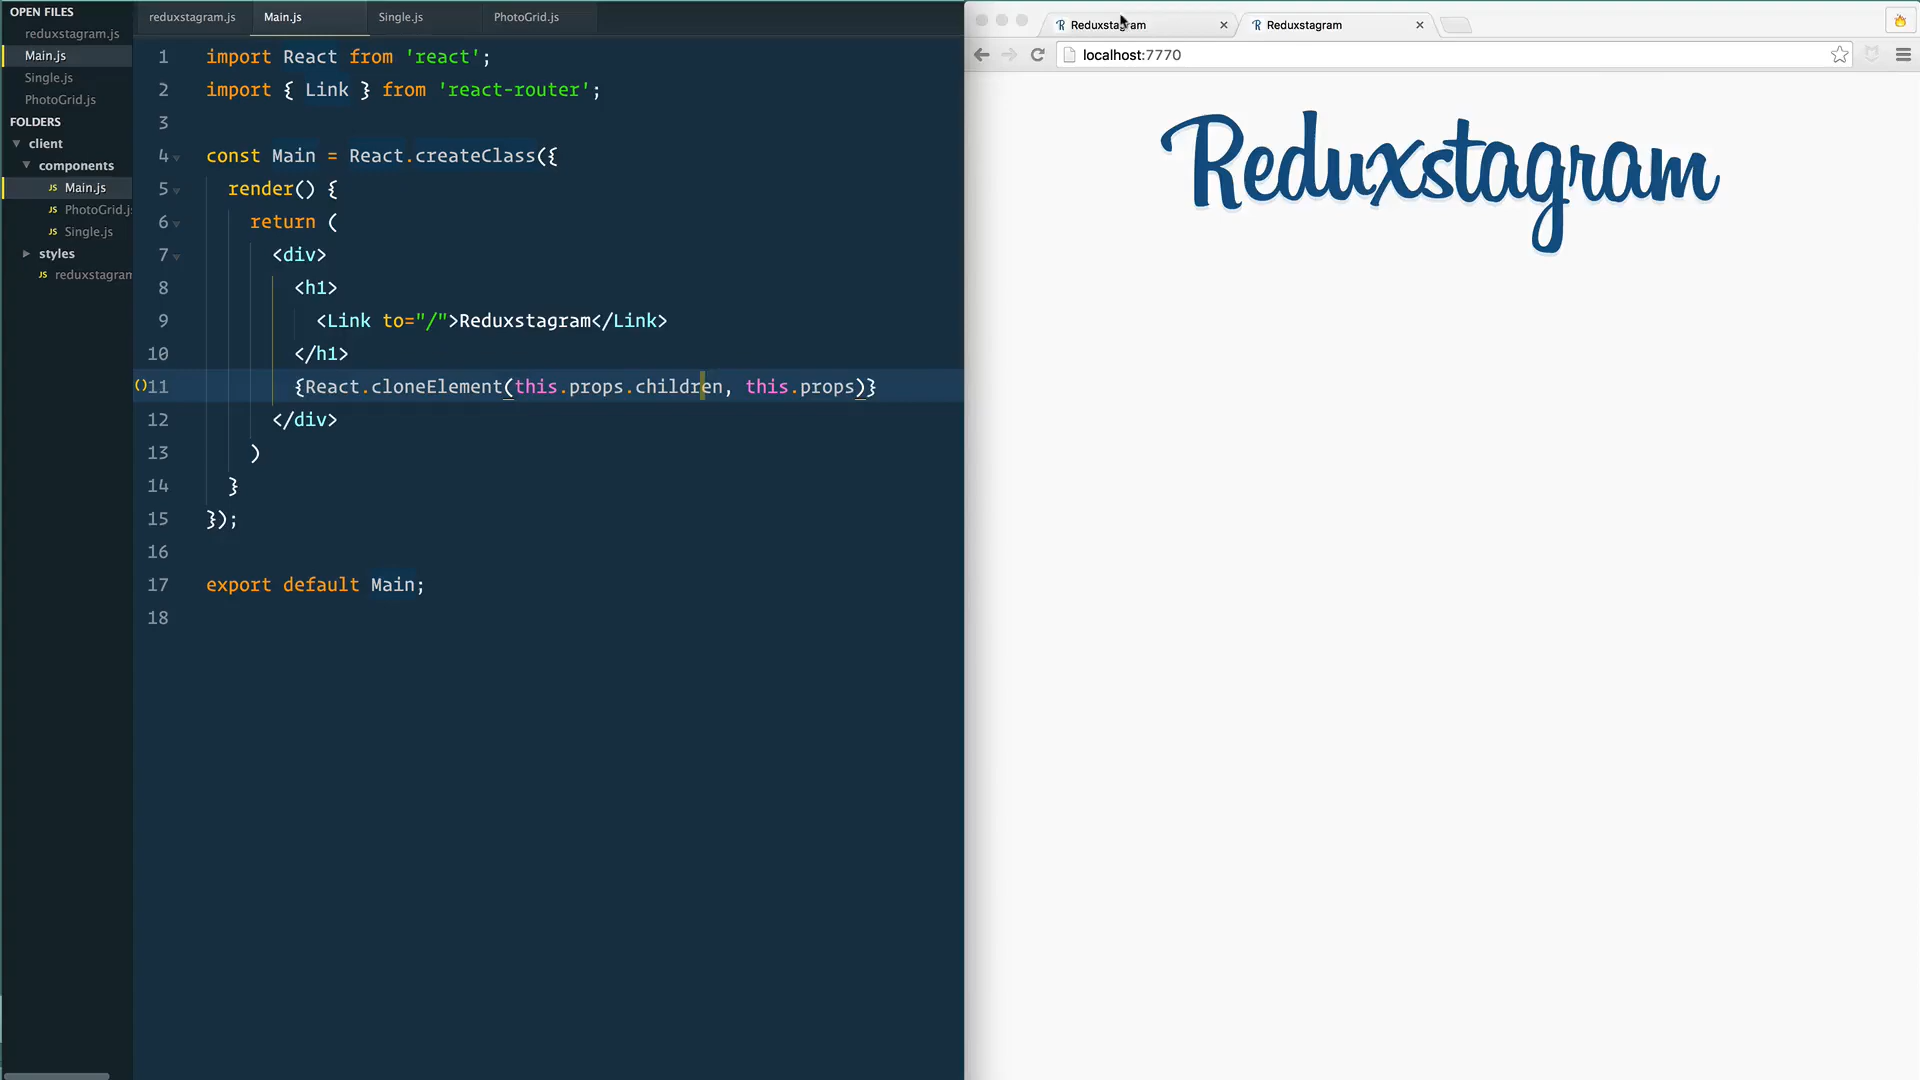 OPEN FILES
reduxstagram.js
Main.js
Single.js
PhotoGrid.js
FOLDERS
client
components
JS Main.js
JS PhotoGrid.js
JS Single.js
styles
JS reduxstagram
reduxstagram.js Main.js Single.js PhotoGrid.js
1 import React from 'react';
2 import { Link } from 'react-router';
3
4 const Main = React.createClass({
5 render() {
6 return (
7 <div>
8 <h1>
9 <Link to="/">Reduxstagram</Link>
10 </h1>
()11 {React.cloneElement(this.props.children, this.props)}
12 </div>
13 )
14 }
15 });
16
17 export default Main;
18
R Reduxstagram × R Reduxstagram ×
localhost:7770
Reduxstagram